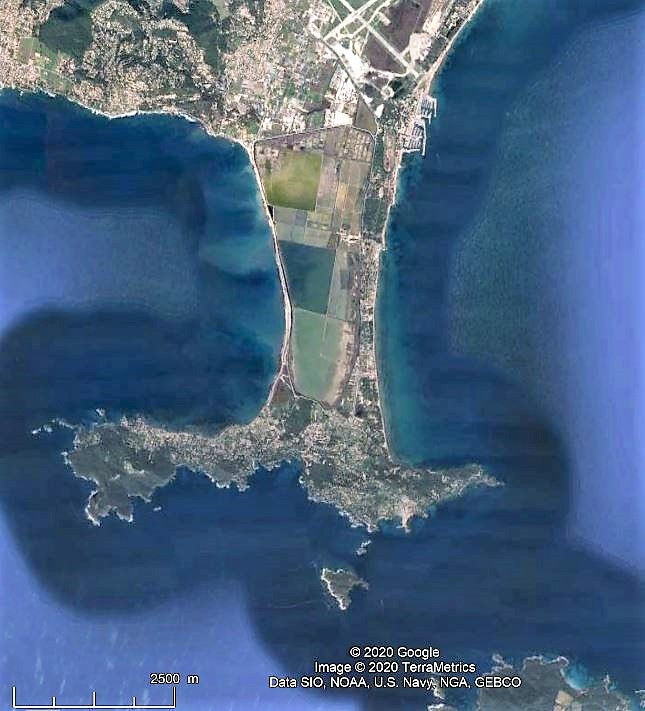 2500 m
© 2020 Google
Image © 2020 TerraMetrics
Data SIO, NOAA, U.S. Navy, NGA, GEBCO